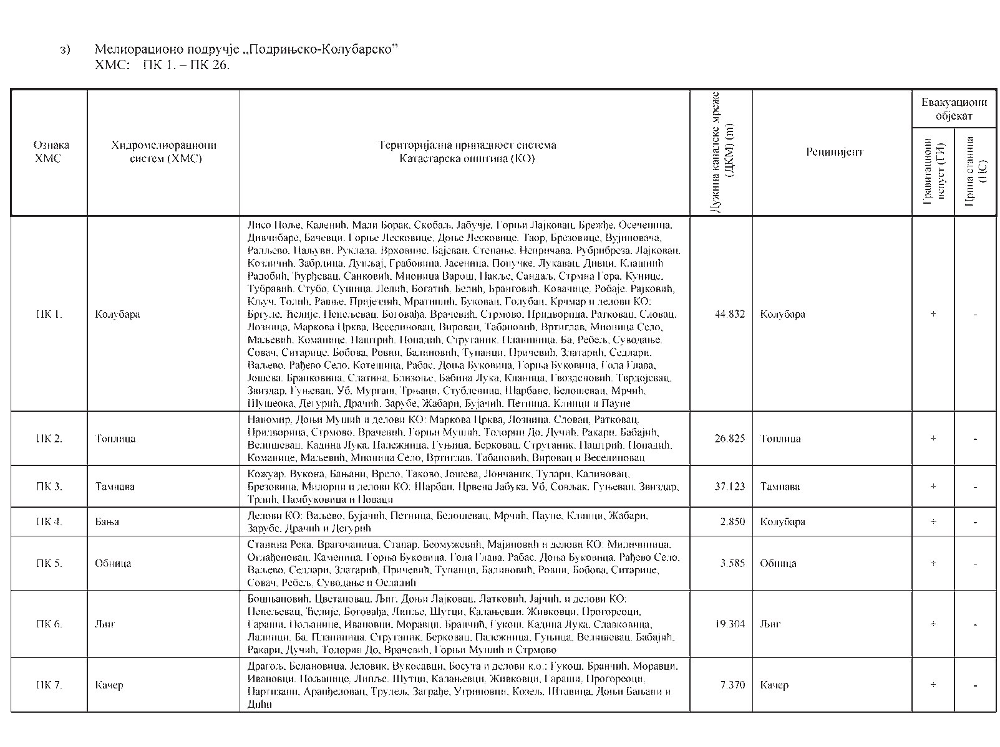 з) Мелиорационо подручје „Подрињско-Колубарско”
ХМС: ПК 1. – ПК 26.
Ознака
ХМС
Хидромелиорациони
систем (ХМС)
Територијална припадност система
Катастарска општина (КО)
Дужина каналске мреже
(ДКМ) (m)
Реципијент
Евакуациони
објекат
Гравитациони
испуст (ГИ)
Црпна станица
(ЦС)
ПК 1.
Колубара
Лисо Поље, Каленић, Мали Борак, Скобаљ, Јабучје, Горњи Лајковац, Брежђе, Осеченица,
Дивчибаре, Бачевци, Горње Лесковице, Доње Лесковице, Таор, Брезовице, Вујиновача,
Радљево, Паљуви, Руклада, Врховине, Бајевац, Степање, Непричава, Рубрибреза, Лајковац,
Козличић, Забрдица, Дупљај, Грабовица, Јасеница, Попучке, Лукавац, Дивци, Клашнић
Радобић, Ђурђевац, Санковић, Мионица Варош, Пакље, Сандаљ, Стрмна Гора, Кунице,
Тубравић, Стубо, Сушица, Лелић, Богатић, Белић, Бранговић, Ковачице, Робаје, Рајковић,
Кључ, Толић, Равње, Пријездић, Мратишић, Буковац, Голубац, Крчмар и делови КО:
Бргуле, Ћелије, Пепељевац, Боговађа, Врачевић, Стрмово, Придворица, Ратковац, Словац,
Лозница, Маркова Црква, Веселиновац, Вировац, Табановић, Вртиглав, Мионица Село,
Маљевић, Команице, Паштрић, Попадић, Струганик, Планиница, Ба, Ребељ, Суводање,
Совач, Ситарице, Бобова, Ровни, Балиновић, Тупанци, Причевић, Златарић, Седлари,
Ваљево, Рађево Село, Котешица, Рабас, Доња Буковица, Горња Буковица, Гола Глава,
Јошева, Бранковина, Слатина, Близоње, Бабина Лука, Кланица, Гвозденовић, Тврдојевац,
Звиздар, Гуњевац, Уб, Мургаш, Трњаци, Стубленица, Шарбане, Белошевац, Мрчић,
Шушеока, Дегурић, Драчић, Зарубе, Жабари, Бујачић, Петница, Клинци и Пауне
44.832
Колубара
+
-
ПК 2.
Топлица
Наномир, Доњи Мушић и делови КО: Маркова Црква, Лозница, Словац, Ратковац,
Придворица, Стрмово, Врачевић, Горњи Мушић, Тодорин До, Дучић, Ракари, Бабајић,
Велишевац, Кадина Лука, Палежница, Гуњица, Берковац, Струганик, Паштрић, Попадић,
Команице, Маљевић, Мионица Село, Вртиглав, Табановић, Вировац и Веселиновац
26.825
Топлица
+
-
ПК 3.
Тамнава
Кожуар, Вукона, Бањани, Врело, Таково, Јошева, Лончаник, Тулари, Калиновац,
Брезовица, Милорци и делови КО: Шарбан, Црвена Јабука, Уб, Совљак, Гуњевац, Звиздар,
Трлић, Памбуковица и Новаци
37.123
Тамнава
+
-
ПК 4.
Бања
Делови КО: Ваљево, Бујачић, Петница, Белошевац, Мрчић, Пауне, Клинци, Жабари,
Зарубе, Драчић и Дегурић
2.850
Колубара
+
-
ПК 5.
Обница
Станина Река, Врагочаница, Стапар, Беомужевић, Мајиновић и делови КО: Миличиница,
Оглађеновац, Каменица, Горња Буковица, Гола Глава, Рабас, Доња Буковица, Рађево Село,
Ваљево, Седлари, Златарић, Причевић, Тупанци, Балиновић, Ровни, Бобова, Ситарице,
Совач, Ребељ, Суводање и Осладић
3.585
Обница
+
-
ПК 6.
Љиг
Бошњановић, Цветановац, Љиг, Доњи Лајковац, Латковић, Јајчић, и делови КО:
Пепељевац, Ћелије, Боговађа, Липље, Шутци, Калањевци, Живковци, Прогореоци,
Гараши, Пољанице, Ивановци, Моравци, Бранчић, Гукош, Кадина Лука, Славковица,
Лалинци, Ба, Планиница, Струганик, Берковац, Палежница, Гуњица, Велишевац, Бабајић,
Ракари, Дучић, Тодорин До, Врачевић, Горњи Мушић и Стрмово
19.304
Љиг
+
-
ПК 7.
Качер
Драгољ, Белановица, Јеловик, Вукосавци, Босута и делови к.о.: Гукош, Бранчић, Моравци,
Ивановци, Пољанице, Липље, Шутци, Калањевци, Живковци, Гараши, Прогореоци,
Партизани, Аранђеловац, Трудељ, Заграђе, Угриновци, Козељ, Штавица, Доњи Бањани и
Дићи
7.370
Качер
+
-